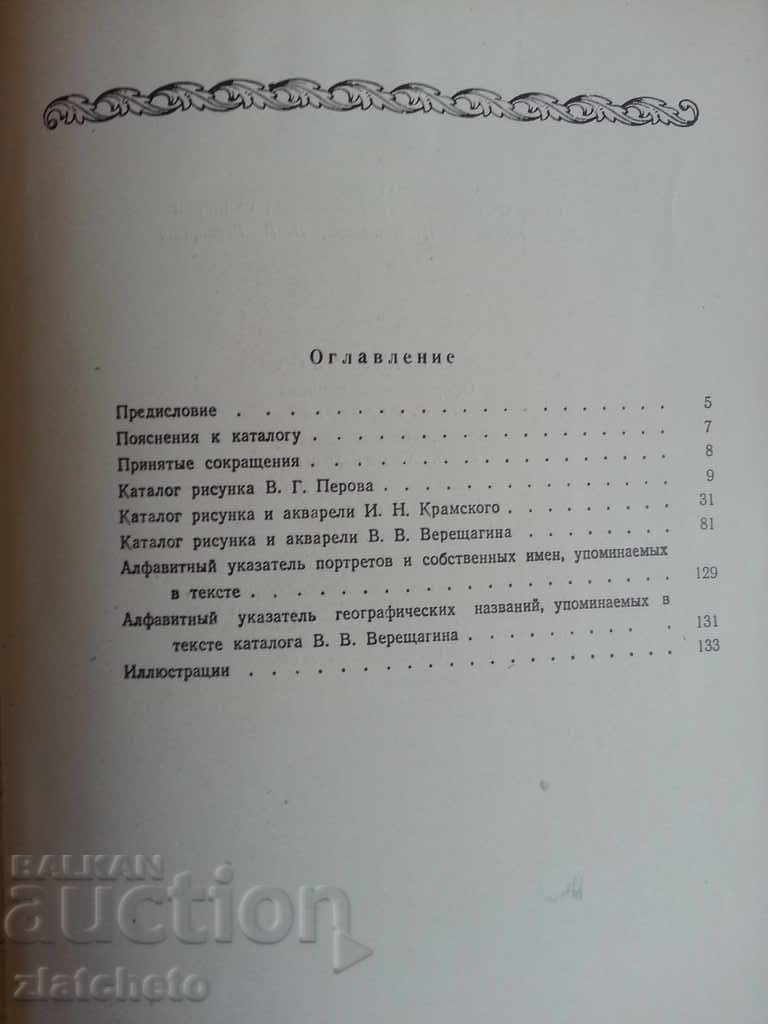 Оглавление
Предисловие . . . . . . . . . . . . . . . . . 5
Пояснения к каталогу . . . . . . . . . . . . . . 7
Принятые сокращения . . . . . . . . . . . . . . 8
Каталог рисунка В. Г. Перова . . . . . . . . . . . 9
Каталог рисунка и акварели И. Н. Крамского . . . . . . . 31
Каталог рисунка и акварели В. В. Верещагина . . . . . . 81
Алфавитный указатель портретов и собственных имен, упоминаемых
в тексте . . . . . . . . . . . . . . . . . 129
Алфавитный указатель географических названий, упоминаемых в
тексте каталога В. В. Верещагина . . . . . . . . . 131
Иллюстрации . . . . . . . . . . . . . . . . . 133
BALKAN
auction
zlatcheto